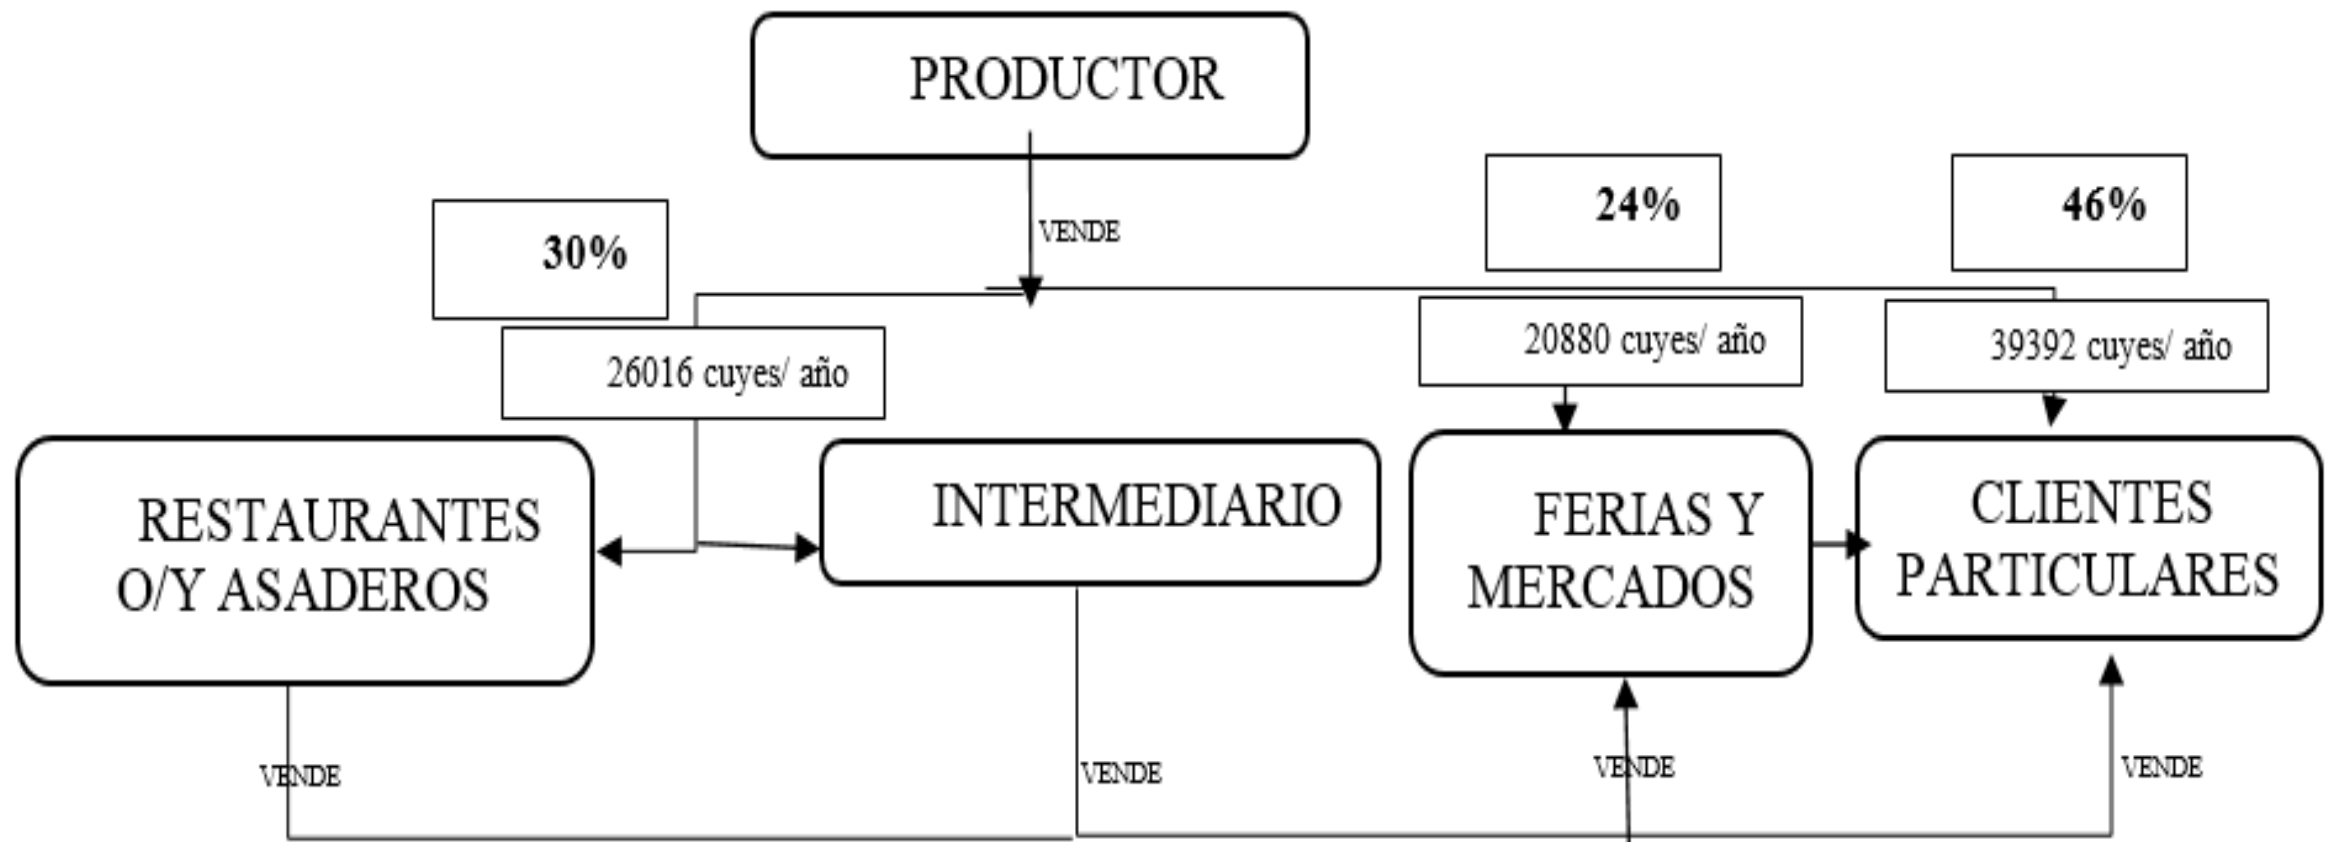 PRODUCTOR
VENDE
30%
24%
46%
26016 cuyes/ año
20880 cuyes/ año
39392 cuyes/ año
RESTAURANTES
O/Y ASADEROS
INTERMEDIARIO
FERIAS Y
MERCADOS
CLIENTES
PARTICULARES
VENDE
VENDE
VENDE
VENDE